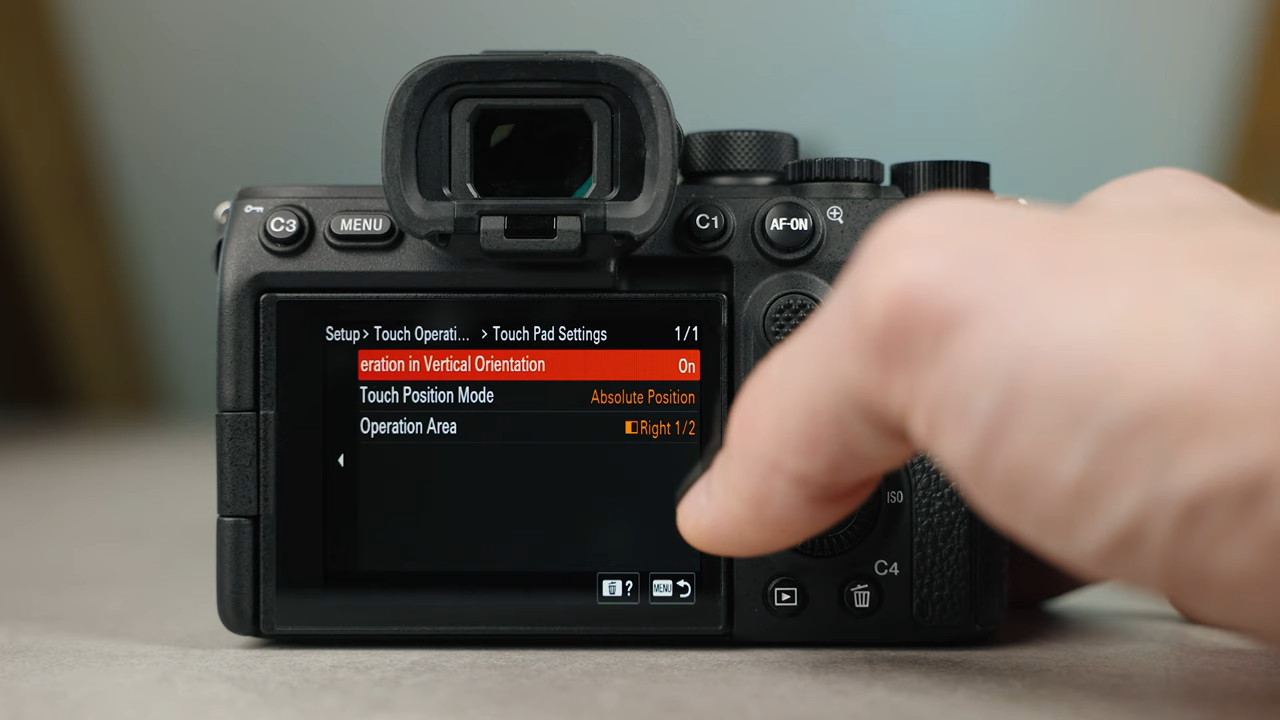 C3
MENU
C1
AF-ON
Setup> Touch Operati... > Touch Pad Settings 1/1
eration in Vertical Orientation On
Touch Position Mode Absolute Position
Operation Area Right 1/2
ISO
C4
? MENU